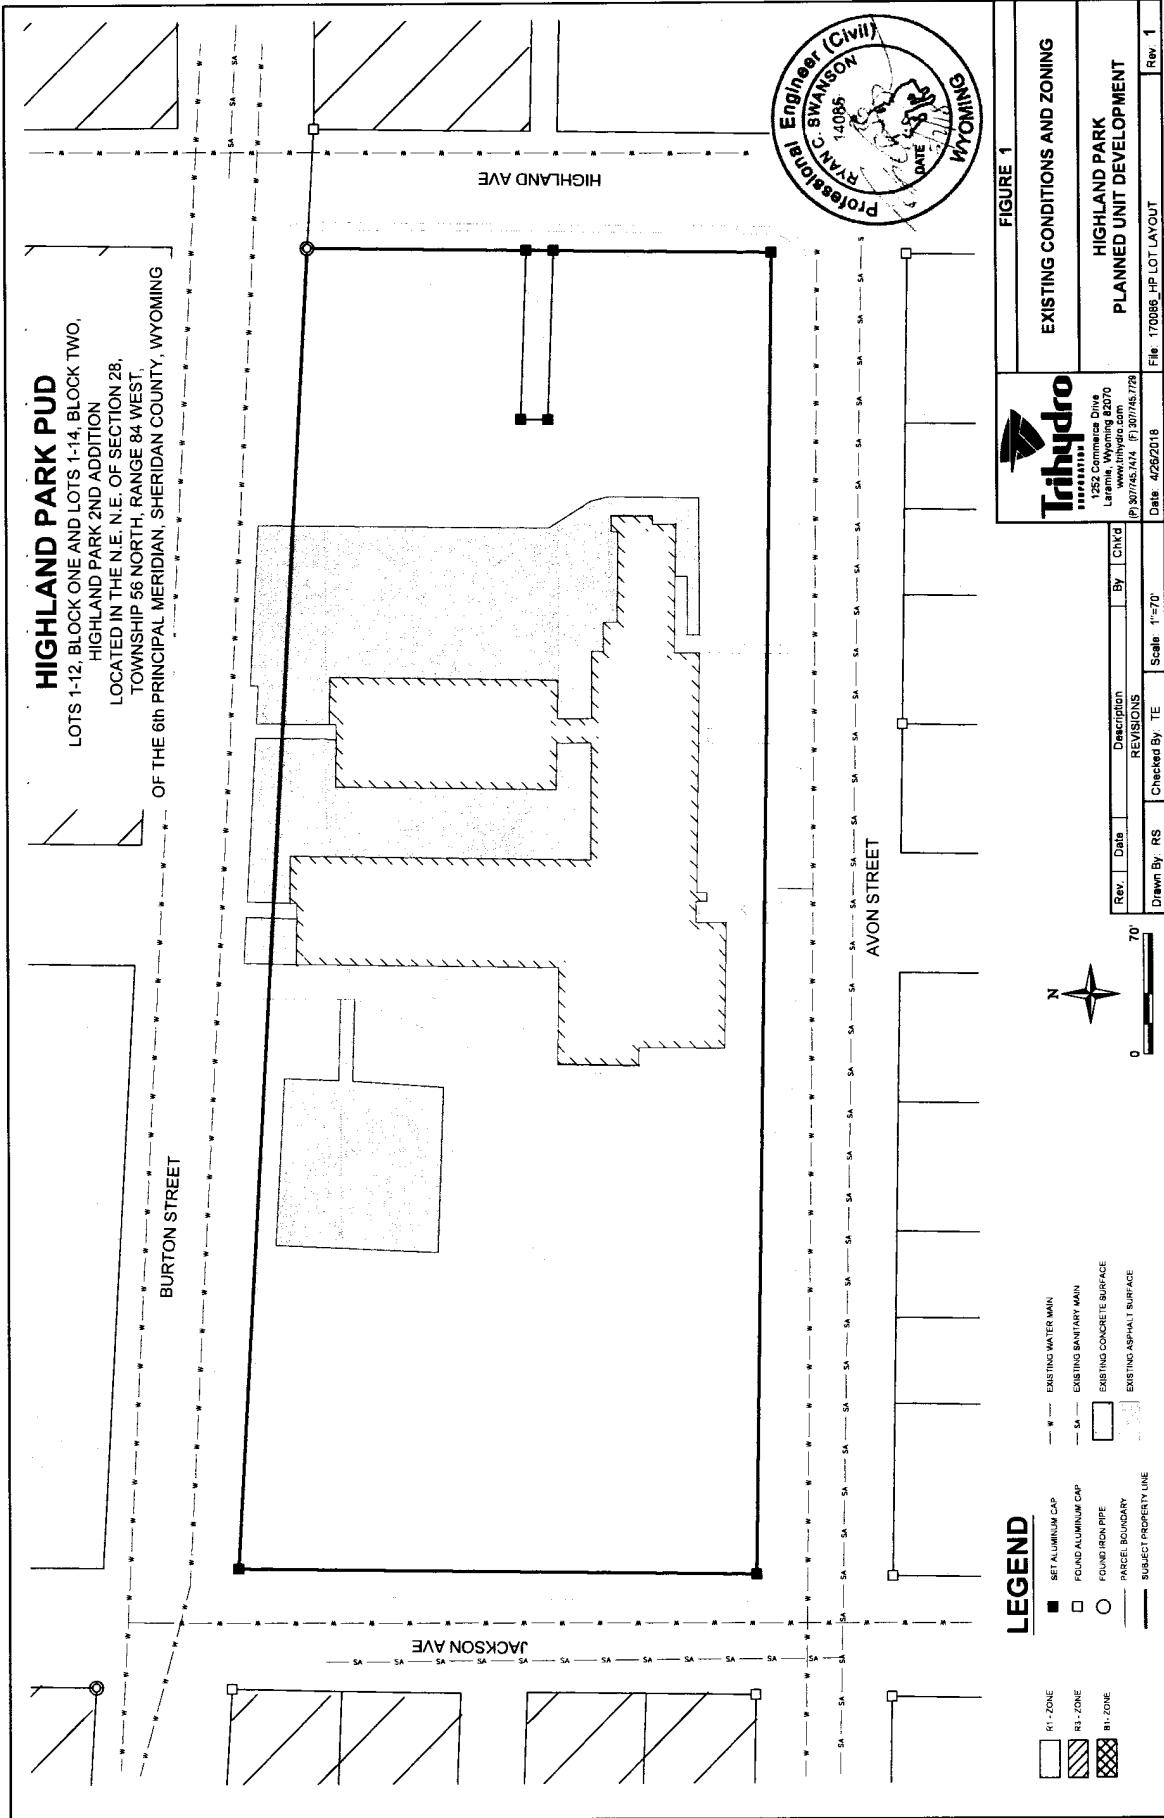 HIGHLAND PARK PUD
LOTS 1-12, BLOCK ONE AND LOTS 1-14, BLOCK TWO,
HIGHLAND PARK 2ND ADDITION
LOCATED IN THE N.E. N.E. OF SECTION 28,
TOWNSHIP 56 NORTH, RANGE 84 WEST,
OF THE 6th PRINCIPAL MERIDIAN, SHERIDAN COUNTY, WYOMING
BURTON STREET
HIGHLAND AVE
JACKSON AVE
AVON STREET
Professional Engineer (Civil)
RYAN C. SWANSON
14085
DATE
WYOMING
N
0 70'
LEGEND
R1 - ZONE
R3 - ZONE
B1- ZONE
SET ALUMINUM CAP
FOUND ALUMINUM CAP
FOUND IRON PIPE
PARCEL BOUNDARY
SUBJECT PROPERTY LINE
W EXISTING WATER MAIN
SA EXISTING SANITARY MAIN
EXISTING CONCRETE SURFACE
EXISTING ASPHALT SURFACE
Rev. Date Description By Chk'd
REVISIONS
Drawn By: RS Checked By: TE Scale: 1"=70' Date: 4/26/2018 File: 170086_HP LOT LAYOUT Rev: 1
Trihydro
CORPORATION
1252 Commerce Drive
Laramie, Wyoming 82070
www.trihydro.com
(P) 307/745.7474 (F) 307/745.7729
FIGURE 1
EXISTING CONDITIONS AND ZONING
HIGHLAND PARK
PLANNED UNIT DEVELOPMENT